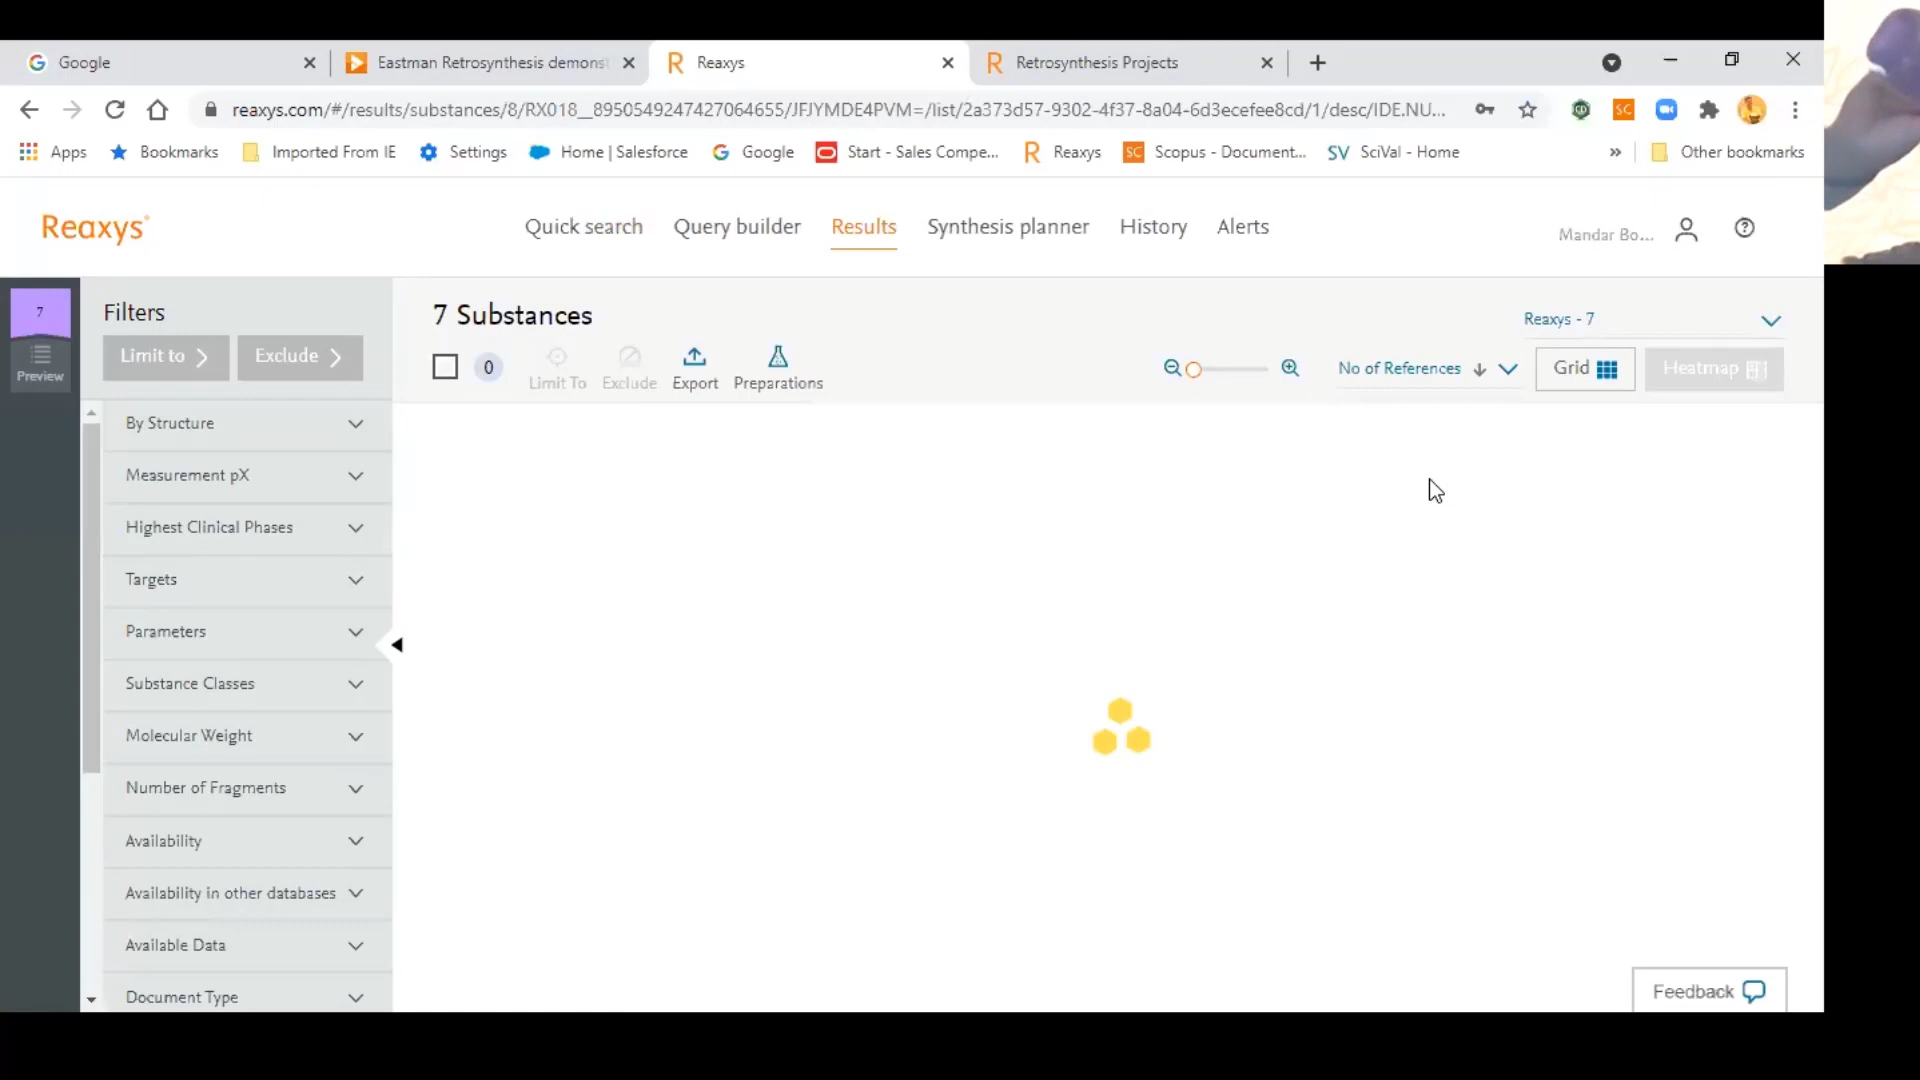 Google
Eastman Retrosynthesis demons
Reaxys
Retrosynthesis Projects
reaxys.com/#/results/substances/8/RX018__8950549247427064655/JFJYMDE4PVM=/list/2a373d57-9302-4f37-8a04-6d3ecefee8cd/1/desc/IDE.NU...
Apps
Bookmarks
Imported From IE
Settings
Home | Salesforce
Google
Start - Sales Compe...
Reaxys
Scopus - Document...
SciVal - Home
»
Other bookmarks
Reaxys
Quick search
Query builder
Results
Synthesis planner
History
Alerts
Mandar Bo...
7
Preview
Filters
Limit to
Exclude
By Structure
Measurement pX
Highest Clinical Phases
Targets
Parameters
Substance Classes
Molecular Weight
Number of Fragments
Availability
Availability in other databases
Available Data
Document Type
7 Substances
Reaxys - 7
0
Limit To
Exclude
Export
Preparations
No of References
Grid
Heatmap
Feedback